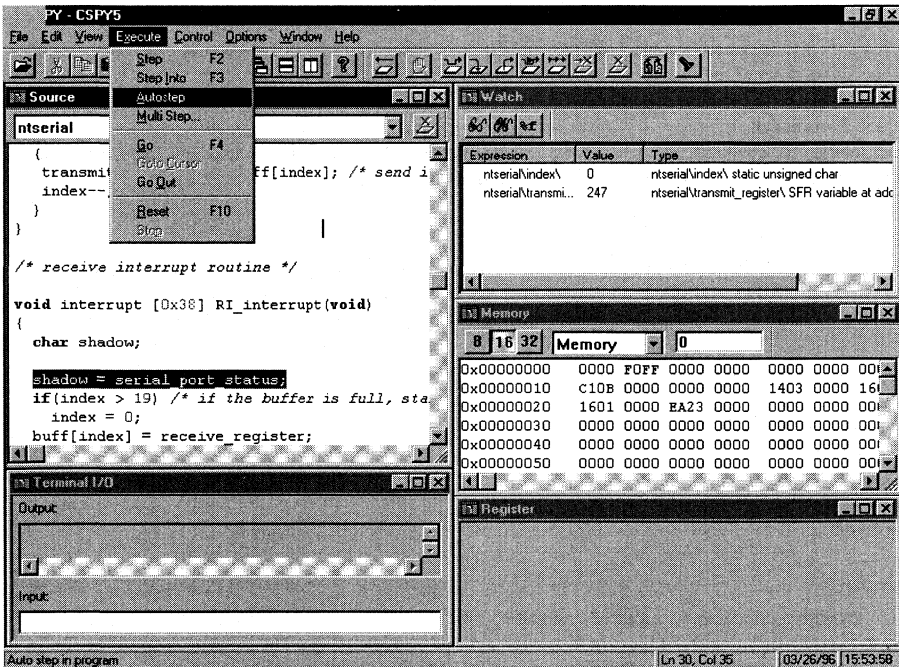 PY - CSPY5
File Edit View Execute Control Options Window Help
Step F2
Step Into F3
Autostep
Multi Step...
Go F4
Goto Cursor
Go Out
Reset F10
Stop
Source
ntserial
{
transmit ff[index]; /* send i
index--
}
}
/* receive interrupt routine */
void interrupt [0x38] RI_interrupt(void)
{
char shadow;
shadow = serial_port_status;
if(index > 19) /* if the buffer is full, sta
index = 0;
buff[index] = receive_register;
Terminal I/O
Output:
Input:
Watch
Expression Value Type
ntserial\index\ 0 ntserial\index\ static unsigned char
ntserial\transmi... 247 ntserial\transmit_register\ SFR variable at add
Memory
8 16 32 Memory 0
0x00000000 0000 F0FF 0000 0000 0000 0000 00
0x00000010 C10B 0000 0000 0000 1403 0000 16
0x00000020 1601 0000 EA23 0000 0000 0000 00
0x00000030 0000 0000 0000 0000 0000 0000 00
0x00000040 0000 0000 0000 0000 0000 0000 00
0x00000050 0000 0000 0000 0000 0000 0000 00
Register
Auto step in program Ln 30, Col 35 03/26/96 15:53:58